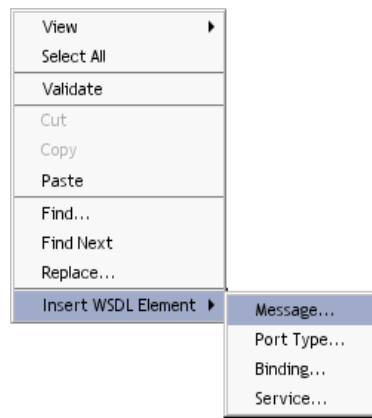 View
Select All
Validate
Cut
Copy
Paste
Find...
Find Next
Replace...
Insert WSDL Element
Message...
Port Type...
Binding...
Service...